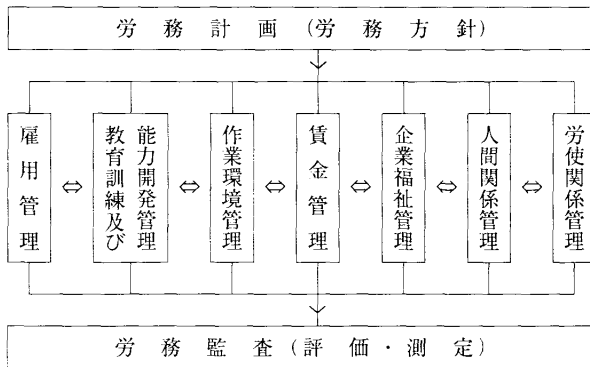 労務計画(労務方針)
雇用管理
教育訓練及び
能力開発管理
作業環境管理
賃金管理
企業福祉管理
人間関係管理
労使関係管理
労務監査(評価・測定)